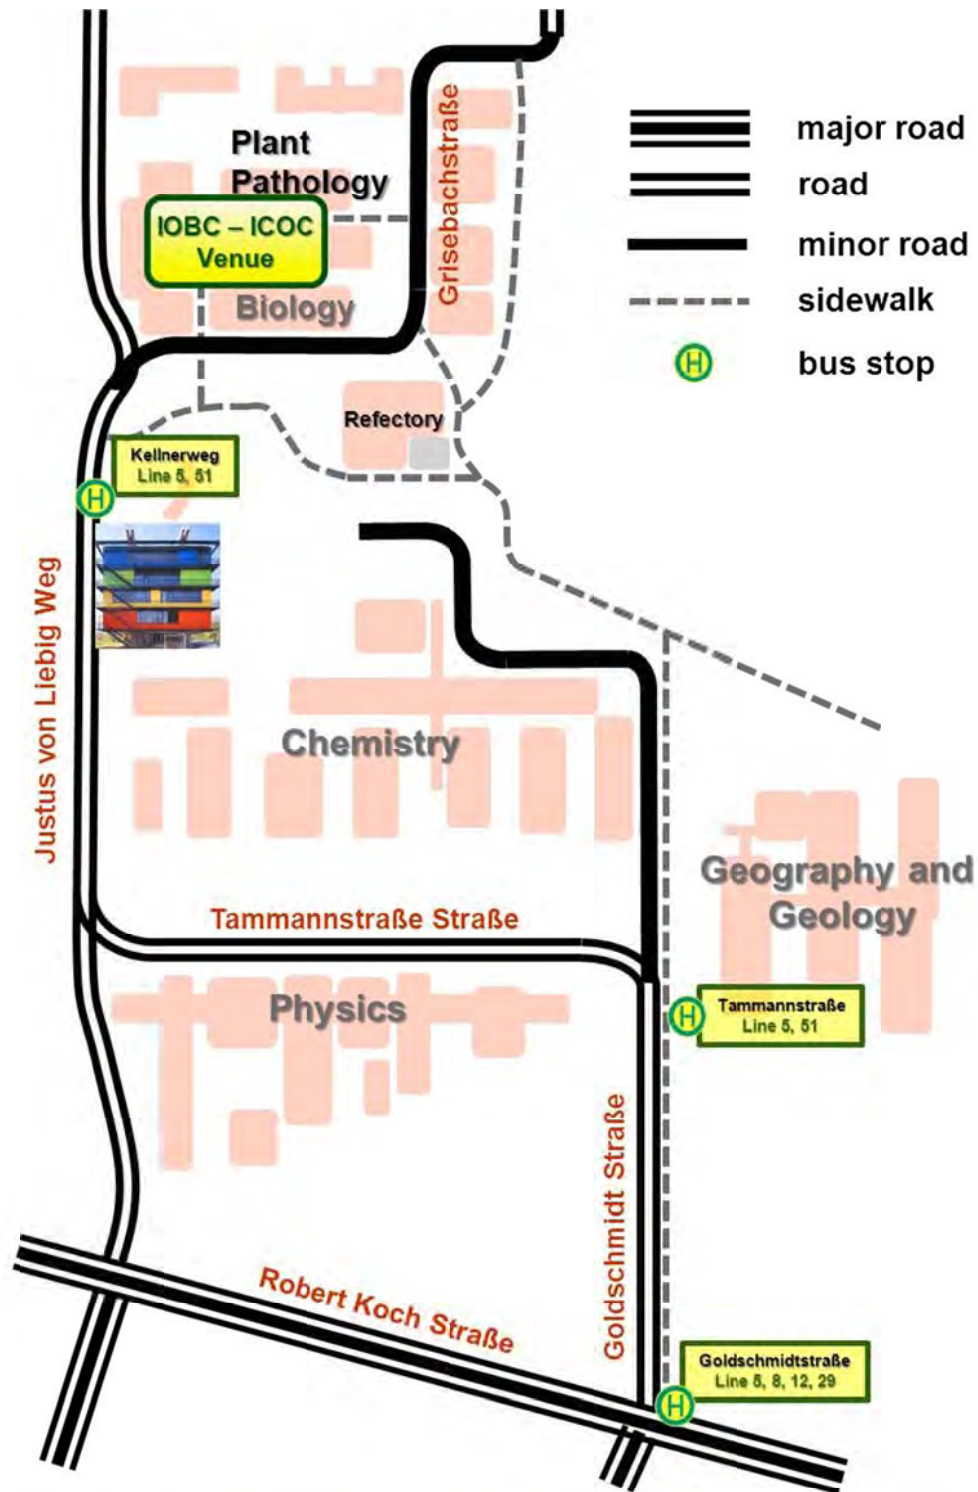 Plant
Pathology
IOBC – ICOC
Venue
Biology
Grisebachstraße
major road
road
minor road
sidewalk
H
bus stop
Refectory
Kellnerweg
Line 5, 51
H
Justus von Liebig Weg
Chemistry
Geography and
Geology
Tammannstraße Straße
Physics
H
Tammannstraße
Line 5, 51
Goldschmidt Straße
Robert Koch Straße
Goldschmidtstraße
Line 5, 8, 12, 29
H